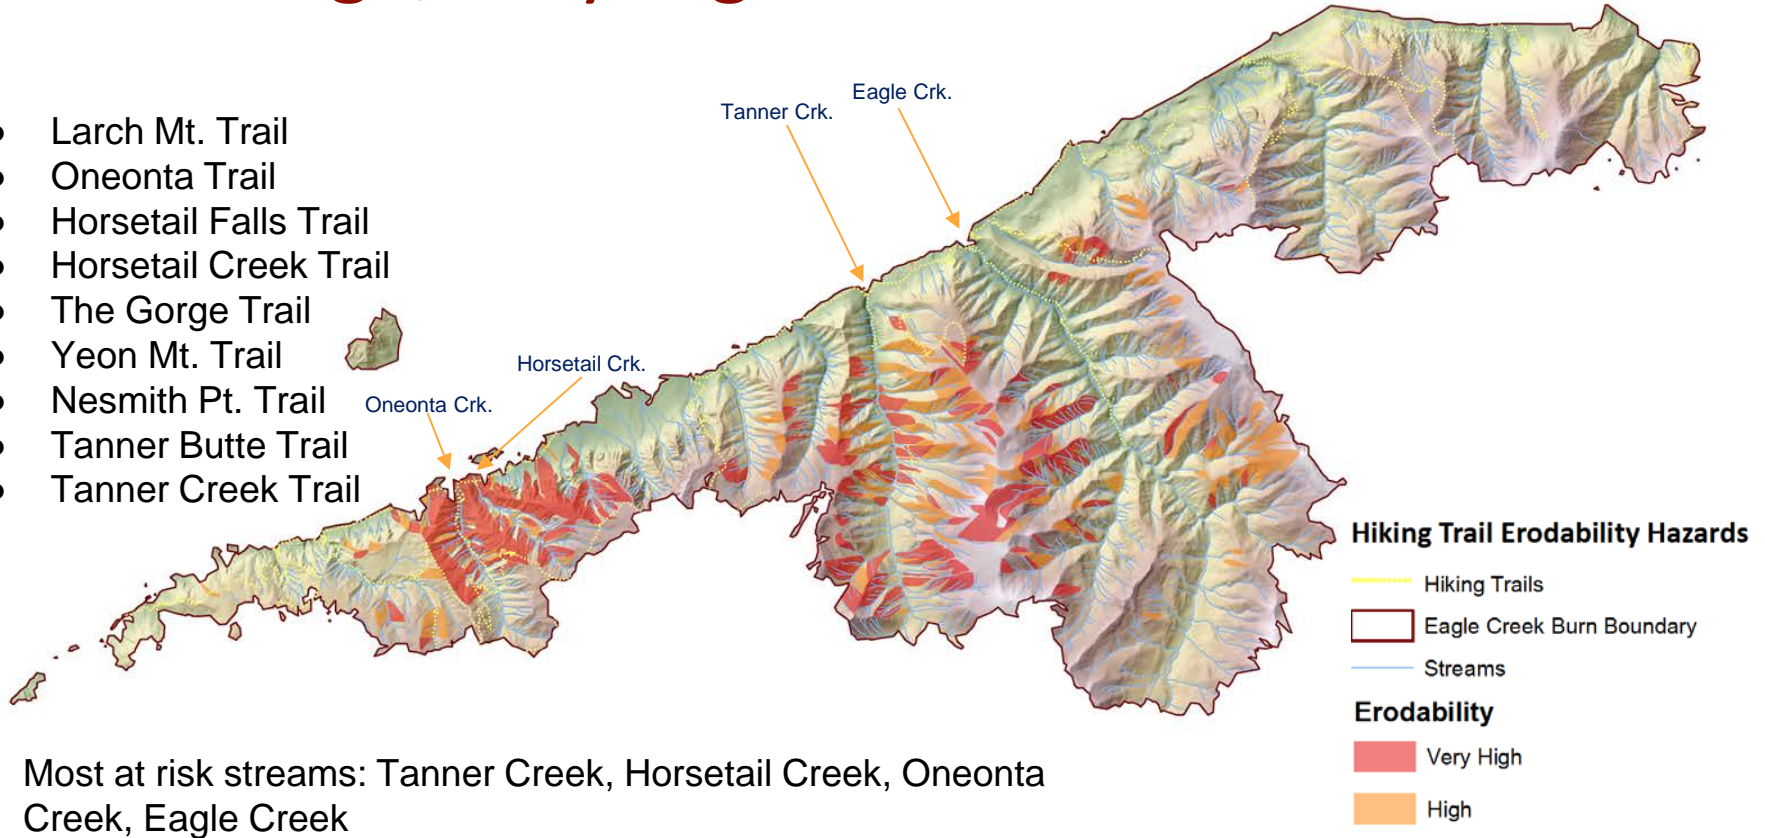 • Larch Mt. Trail
• Oneonta Trail
• Horsetail Falls Trail
• Horsetail Creek Trail
• The Gorge Trail
• Yeon Mt. Trail
• Nesmith Pt. Trail
• Tanner Butte Trail
• Tanner Creek Trail
Eagle Crk.
Tanner Crk.
Horsetail Crk.
Oneonta Crk.
Hiking Trail Erodability Hazards
Hiking Trails
Eagle Creek Burn Boundary
Streams
Erodability
Very High
High
Most at risk streams: Tanner Creek, Horsetail Creek, Oneonta
Creek, Eagle Creek